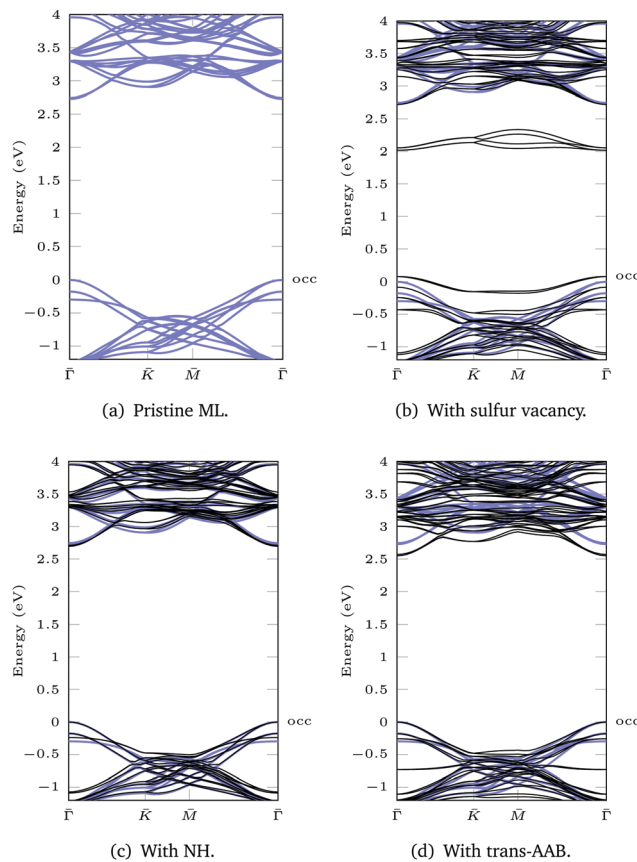 4
3.5
3
2.5
2
1.5
1
0.5
0
−0.5
−1
Energy (eV)
occ
Γ̄ K̄ M̄ Γ̄
(a) Pristine ML.
4
3.5
3
2.5
2
1.5
1
0.5
0
−0.5
−1
Energy (eV)
occ
Γ̄ K̄ M̄ Γ̄
(b) With sulfur vacancy.
4
3.5
3
2.5
2
1.5
1
0.5
0
−0.5
−1
Energy (eV)
occ
Γ̄ K̄ M̄ Γ̄
(c) With NH.
4
3.5
3
2.5
2
1.5
1
0.5
0
−0.5
−1
Energy (eV)
occ
Γ̄ K̄ M̄ Γ̄
(d) With trans-AAB.